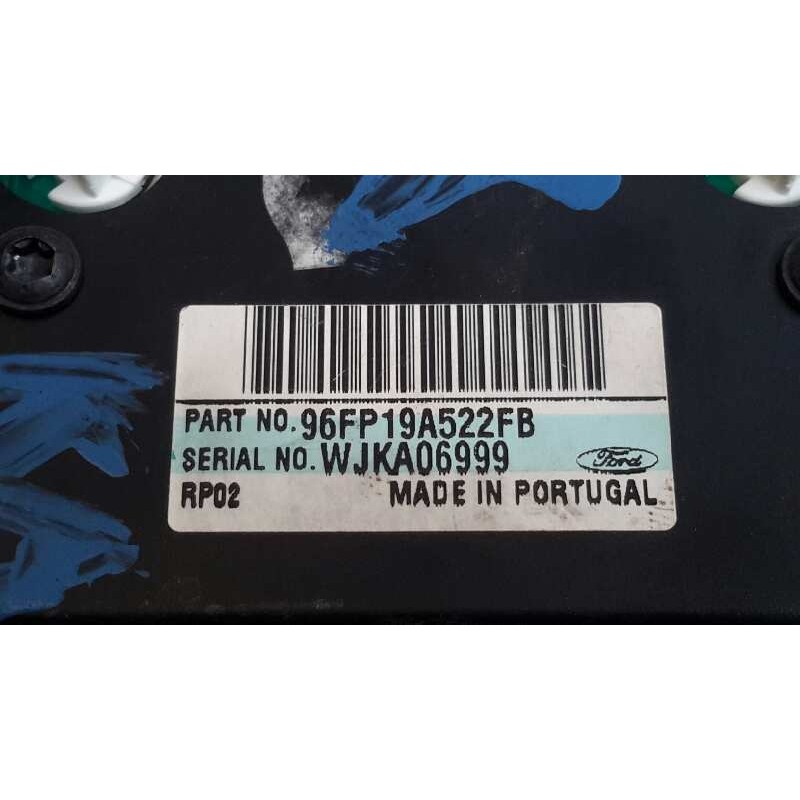 PART NO. 96FP19A522FB
SERIAL NO. WJKA06999
Ford
RP02 MADE IN PORTUGAL